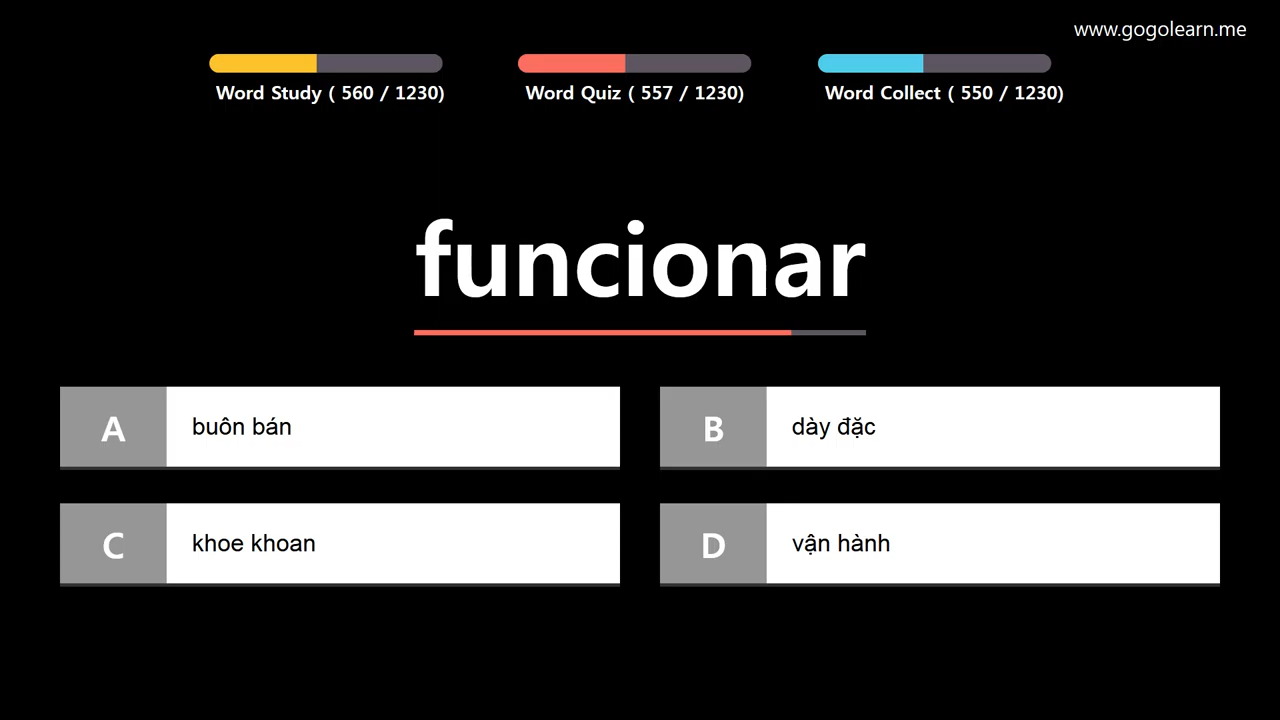 www.gogolearn.me
Word Study ( 560 / 1230)
Word Quiz ( 557 / 1230)
Word Collect ( 550 / 1230)
funcionar
A buôn bán
B dày đặc
C khoe khoan
D vận hành